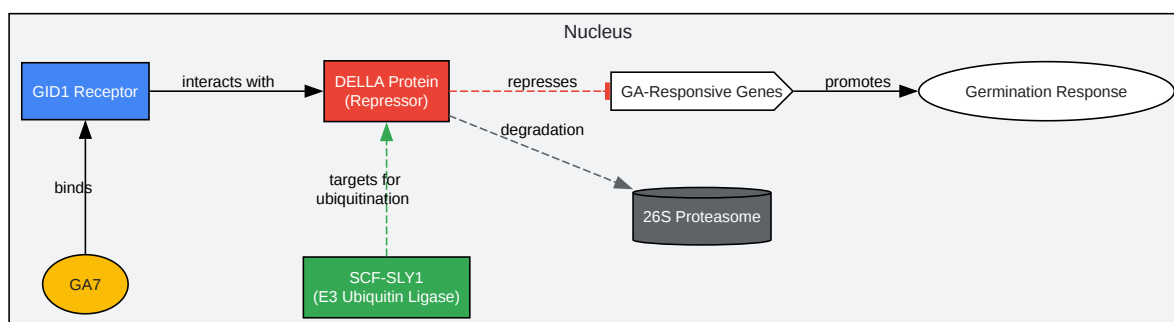 Nucleus
GID1 Receptor
interacts with
DELLA Protein
(Repressor)
represses
GA-Responsive Genes
promotes
Germination Response
degradation
binds
targets for
ubiquitination
26S Proteasome
GA7
SCF-SLY1
(E3 Ubiquitin Ligase)